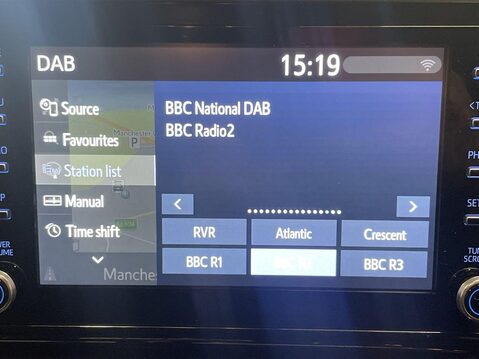 DAB
15:19
Source
BBC National DAB
BBC Radio2
Favourites
Station list
Manual
Time shift
RVR
Atlantic
Crescent
BBC R1
BBC R2
BBC R3
Manches